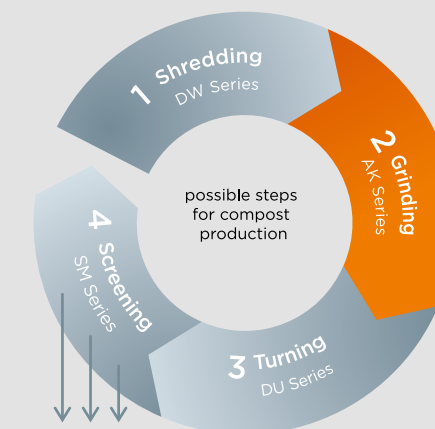 1 Shredding
DW Series
2 Grinding
AK Series
3 Turning
DU Series
4 Screening
SM Series
possible steps
for compost
production